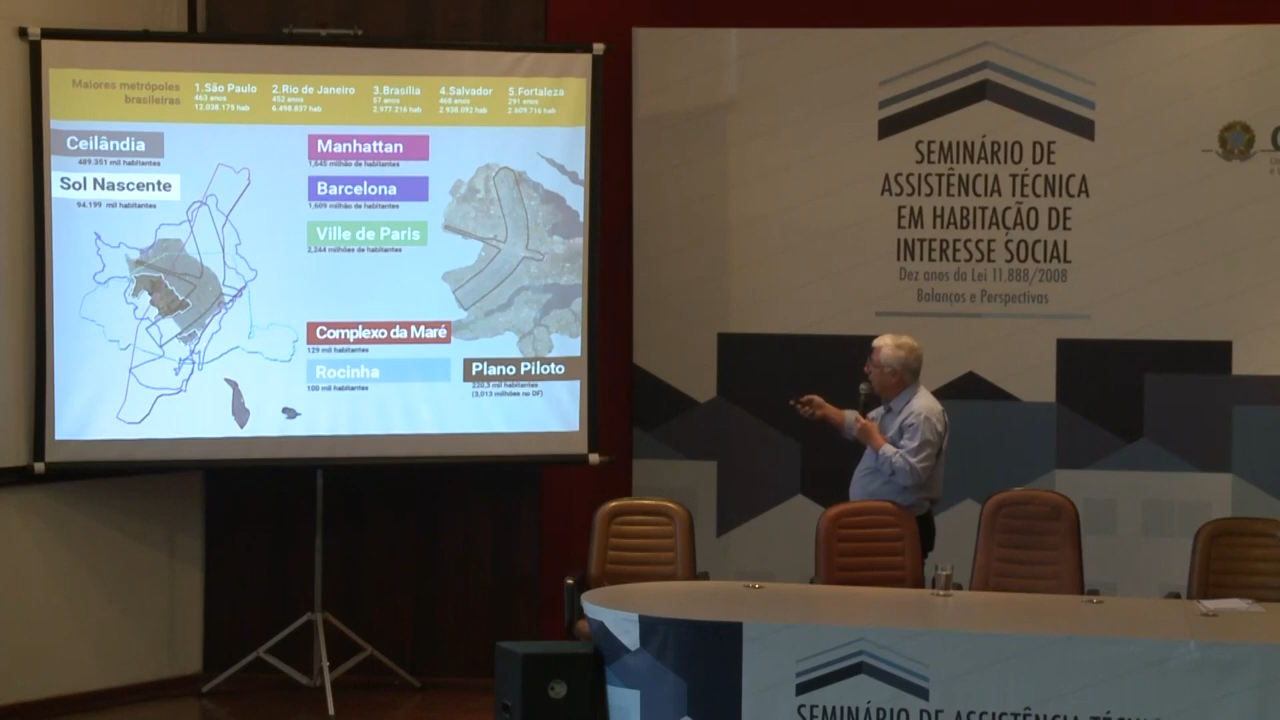 Maiores metrópoles
brasileiras
1.São Paulo
463 anos
12.038.175 hab
2.Rio de Janeiro
452 anos
6.498.837 hab
3.Brasília
57 anos
2.977.216 hab
4.Salvador
468 anos
2.938.092 hab
5.Fortaleza
291 anos
2.609.716 hab
Ceilândia
489.351 mil habitantes
Sol Nascente
94.199 mil habitantes
Manhattan
1,645 milhão de habitantes
Barcelona
1,609 milhão de habitantes
Ville de Paris
2,244 milhões de habitantes
Complexo da Maré
129 mil habitantes
Rocinha
100 mil habitantes
Plano Piloto
220,3 mil habitantes
(3,013 milhões no DF)
SEMINÁRIO DE
ASSISTÊNCIA TÉCNICA
EM HABITAÇÃO DE
INTERESSE SOCIAL
Dez anos da Lei 11.888/2008
Balanços e Perspectivas
SEMINÁRIO DE ASSISTÊNCIA TÉCNI